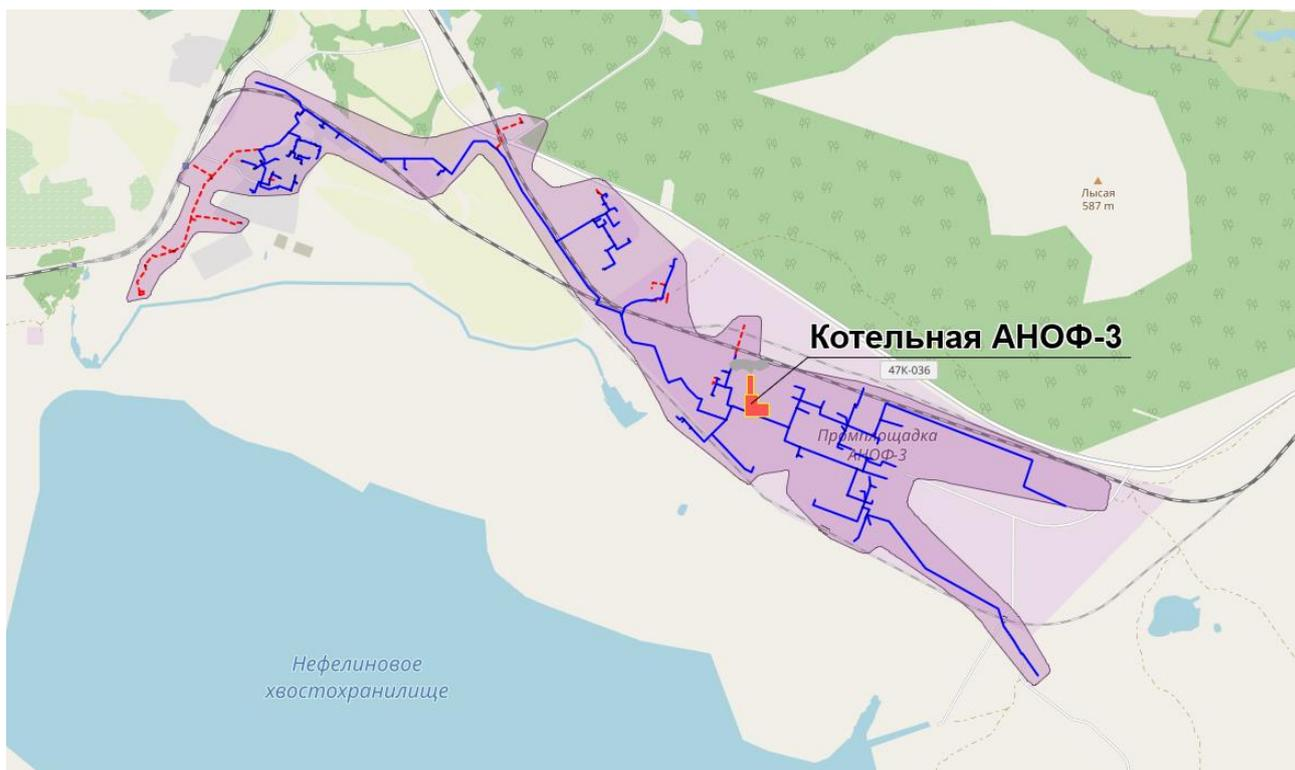 Лысая
587 m
Котельная АНОФ-3
47К-036
Промплощадка
АНОФ-3
Нефелиновое
хвостохранилище